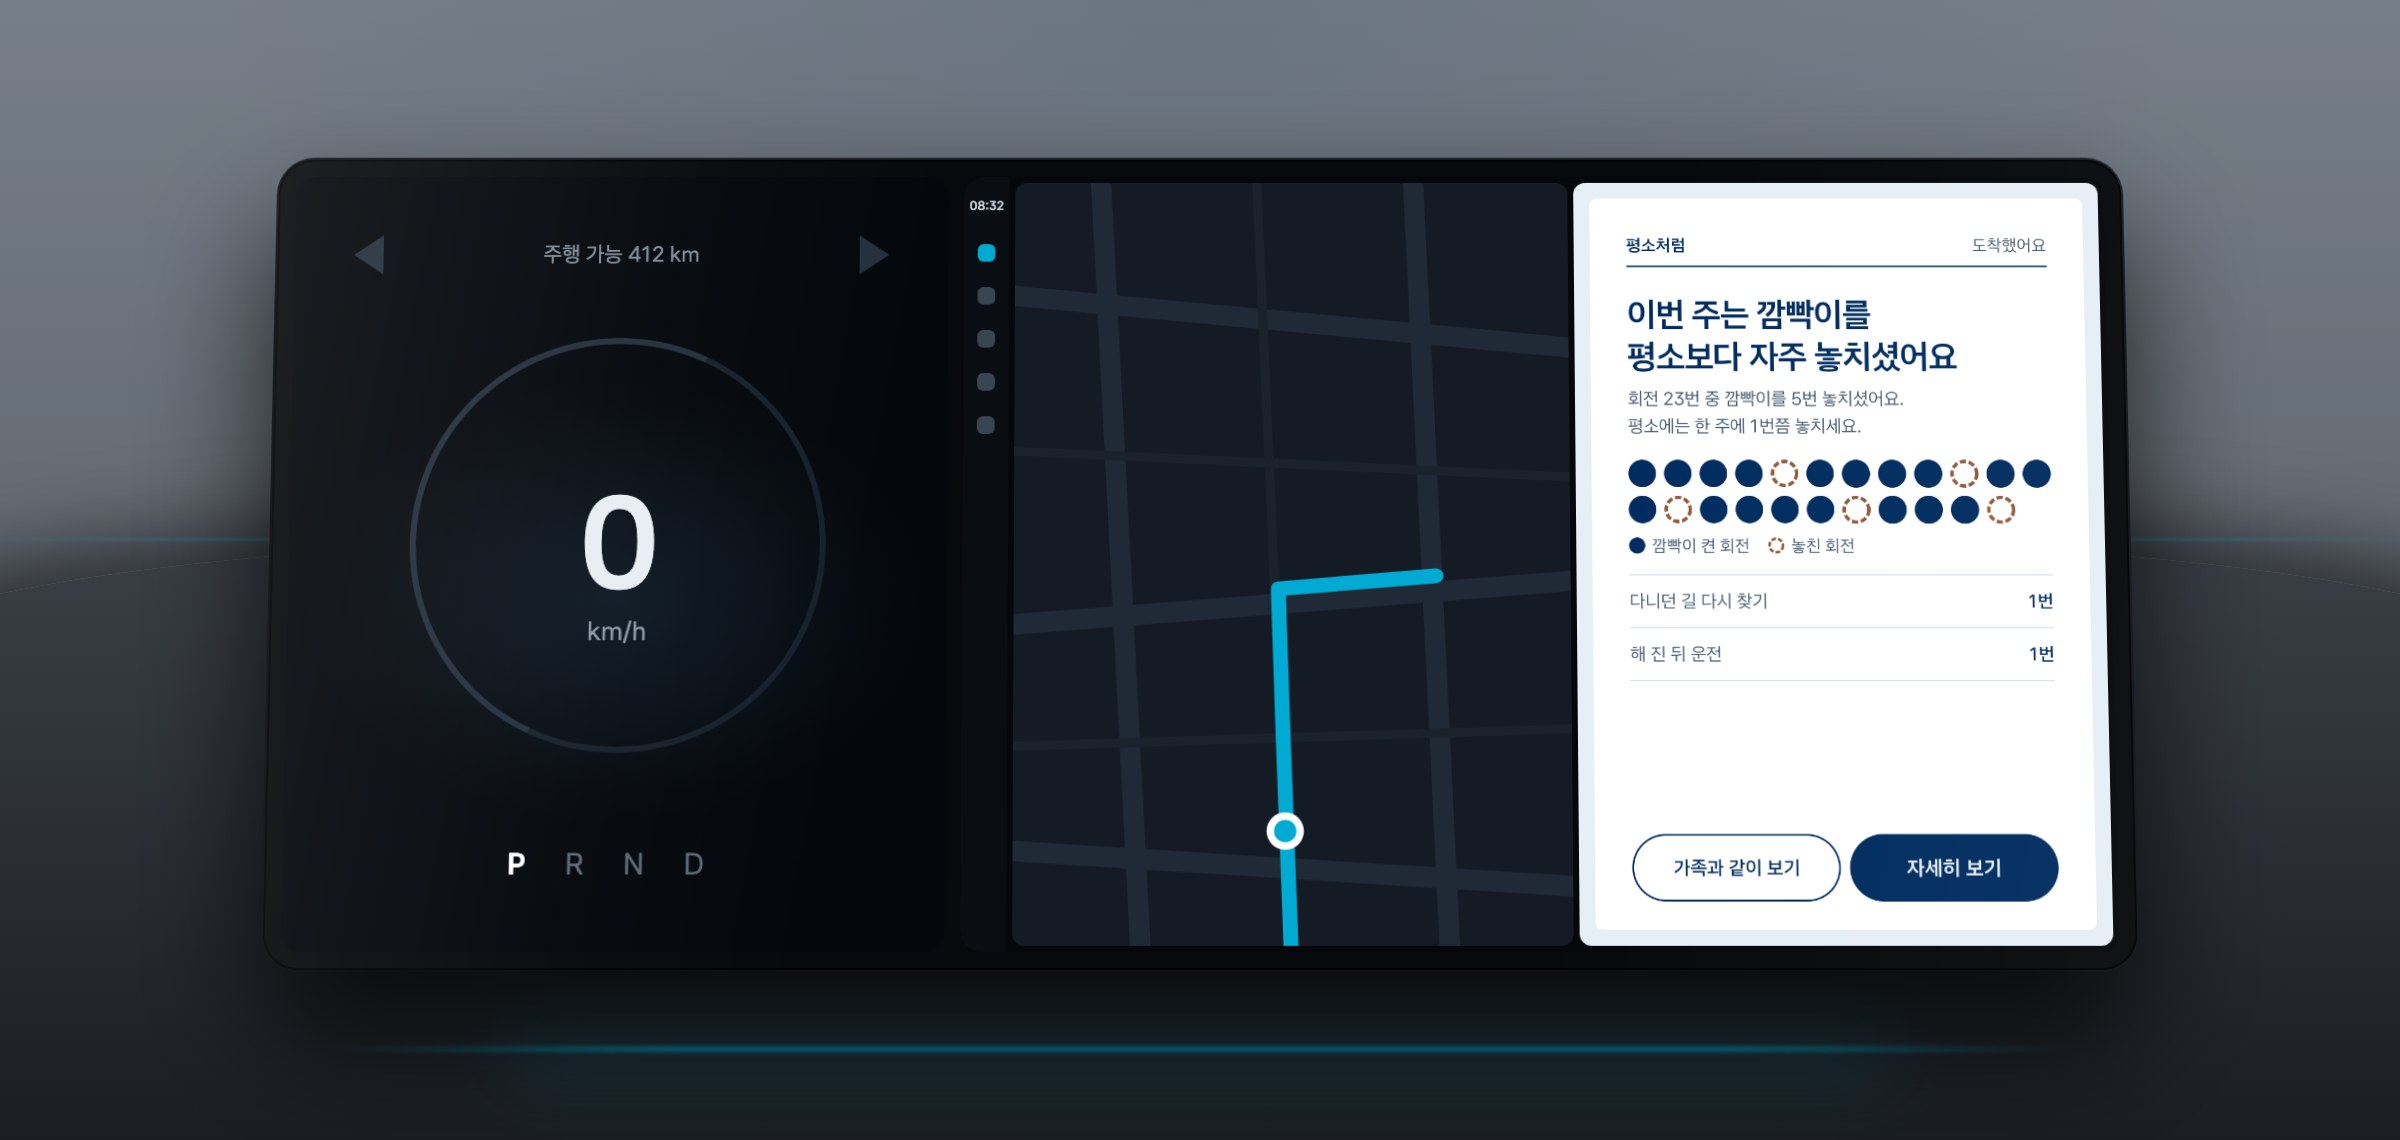 주행 가능 412 km
0
km/h
P R N D
08:32
평소처럼
도착했어요
이번 주는 깜빡이를
평소보다 자주 놓치셨어요
회전 23번 중 깜빡이를 5번 놓치셨어요.
평소에는 한 주에 1번쯤 놓치세요.
깜빡이 켠 회전
놓친 회전
다니던 길 다시 찾기
1번
해 진 뒤 운전
1번
가족과 같이 보기
자세히 보기